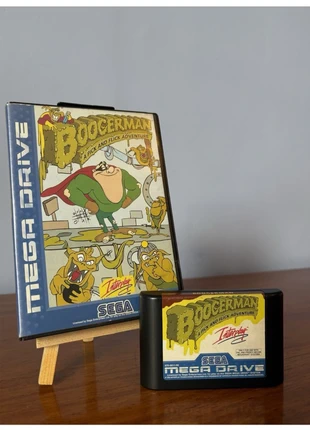 BOOGERMAN
A PICK AND FLICK ADVENTURE
MEGA DRIVE
Interplay
SEGA
BOOGERMAN
A PICK AND FLICK ADVENTURE
Interplay
SEGA
MEGA DRIVE